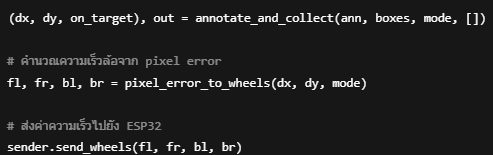 (dx, dy, on_target), out = annotate_and_collect(ann, boxes, mode, [])
# คำนวณความเร็วล้อจาก pixel error
fl, fr, bl, br = pixel_error_to_wheels(dx, dy, mode)
# ส่งค่าความเร็วไปยัง ESP32
sender.send_wheels(fl, fr, bl, br)